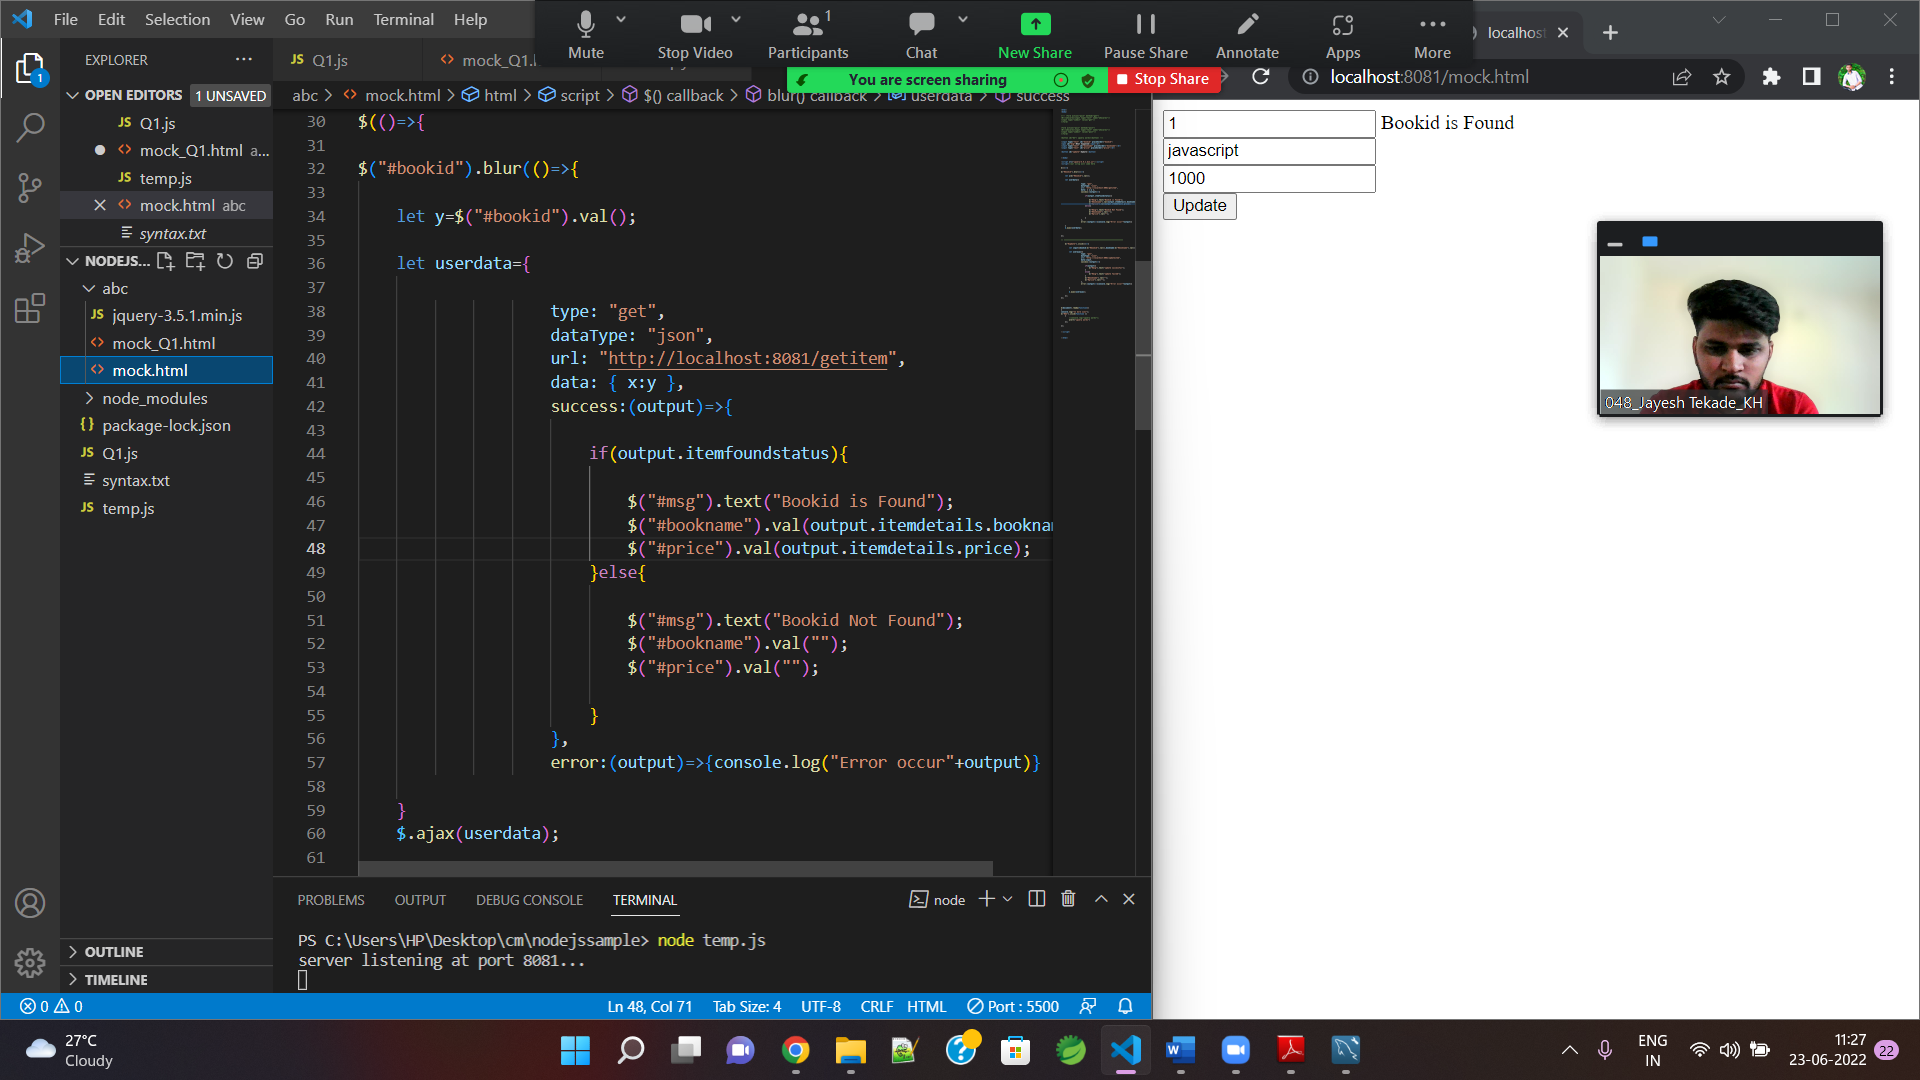 File Edit Selection View Go Run Terminal Help
Mute Stop Video Participants 1 Chat New Share Pause Share Annotate Apps More
You are screen sharing Stop Share
localhost
localhost:8081/mock.html
EXPLORER
OPEN EDITORS 1 UNSAVED
JS Q1.js
mock_Q1.html a...
JS temp.js
mock.html abc
syntax.txt
NODEJS...
abc
JS jquery-3.5.1.min.js
mock_Q1.html
mock.html
node_modules
{} package-lock.json
JS Q1.js
syntax.txt
JS temp.js
OUTLINE
TIMELINE
JS Q1.js <> mock_Q1.
abc > <> mock.html > html > script > $() callback > blur() callback > userdata > success
30 $(()=>{
31
32 $("#bookid").blur(()=>{
33
34 let y=$("#bookid").val();
35
36 let userdata={
37
38 type: "get",
39 dataType: "json",
40 url: "http://localhost:8081/getitem",
41 data: { x:y },
42 success:(output)=>{
43
44 if(output.itemfoundstatus){
45
46 $("#msg").text("Bookid is Found");
47 $("#bookname").val(output.itemdetails.bookna
48 $("#price").val(output.itemdetails.price);
49 }else{
50
51 $("#msg").text("Bookid Not Found");
52 $("#bookname").val("");
53 $("#price").val("");
54
55 }
56 },
57 error:(output)=>{console.log("Error occur"+output)}
58
59 }
60 $.ajax(userdata);
61
PROBLEMS OUTPUT DEBUG CONSOLE TERMINAL node
PS C:\Users\HP\Desktop\cm\nodejssample> node temp.js
server listening at port 8081...
0 0 Ln 48, Col 71 Tab Size: 4 UTF-8 CRLF HTML Port : 5500
1 Bookid is Found
javascript
1000
Update
048_Jayesh Tekade_KH
27°C
Cloudy
ENG
IN
11:27
23-06-2022
22